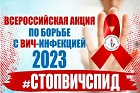 ВСЕРОССИЙСКАЯ АКЦИЯ
ПО БОРЬБЕ
С ВИЧ-ИНФЕКЦИЕЙ
2023
#СТОПВИЧСПИД